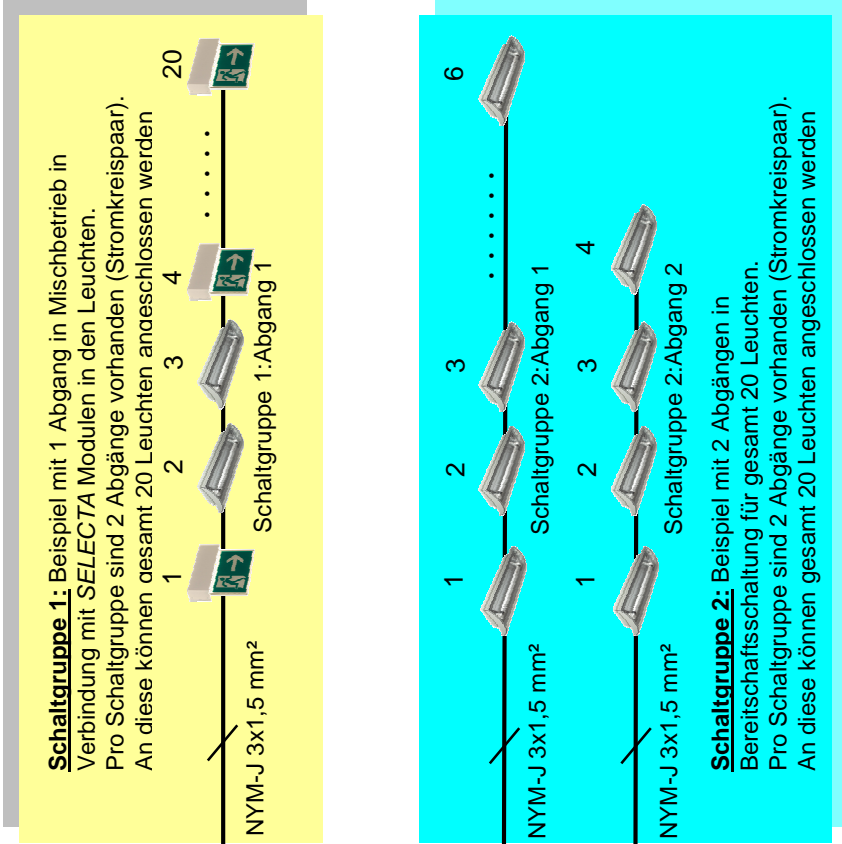 Schaltgruppe 1: Beispiel mit 1 Abgang in Mischbetrieb in
Verbindung mit SELECTA Modulen in den Leuchten.
Pro Schaltgruppe sind 2 Abgänge vorhanden (Stromkreispaar).
An diese können gesamt 20 Leuchten angeschlossen werden
1 2 3 4 . . . . . 20
Schaltgruppe 1:Abgang 1
NYM-J 3x1,5 mm²
1 2 3 . . . . . . 6
Schaltgruppe 2:Abgang 1
NYM-J 3x1,5 mm²
1 2 3 4
Schaltgruppe 2:Abgang 2
NYM-J 3x1,5 mm²
Schaltgruppe 2: Beispiel mit 2 Abgängen in
Bereitschaftsschaltung für gesamt 20 Leuchten.
Pro Schaltgruppe sind 2 Abgänge vorhanden (Stromkreispaar).
An diese können gesamt 20 Leuchten angeschlossen werden